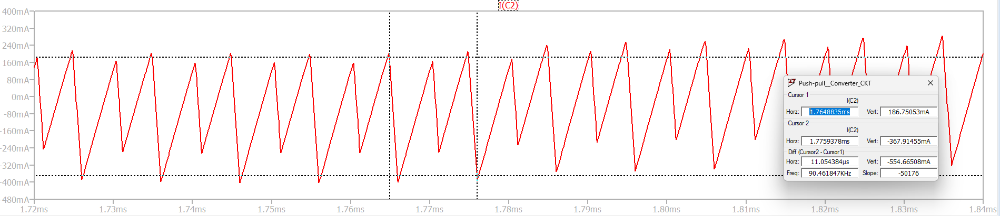 I(C2)
400mA
320mA
240mA
160mA
80mA
0mA
-80mA
-160mA
-240mA
-320mA
-400mA
-480mA
1.72ms 1.73ms 1.74ms 1.75ms 1.76ms 1.77ms 1.78ms 1.79ms 1.80ms 1.81ms 1.82ms 1.83ms 1.84ms
Push-pull__Converter_CKT
Cursor 1
I(C2)
Horz: 1.7648835ms Vert: 186.75053mA
Cursor 2
I(C2)
Horz: 1.7759378ms Vert: -367.91455mA
Diff (Cursor2 - Cursor1)
Horz: 11.054384µs Vert: -554.66508mA
Freq: 90.461847KHz Slope: -50176